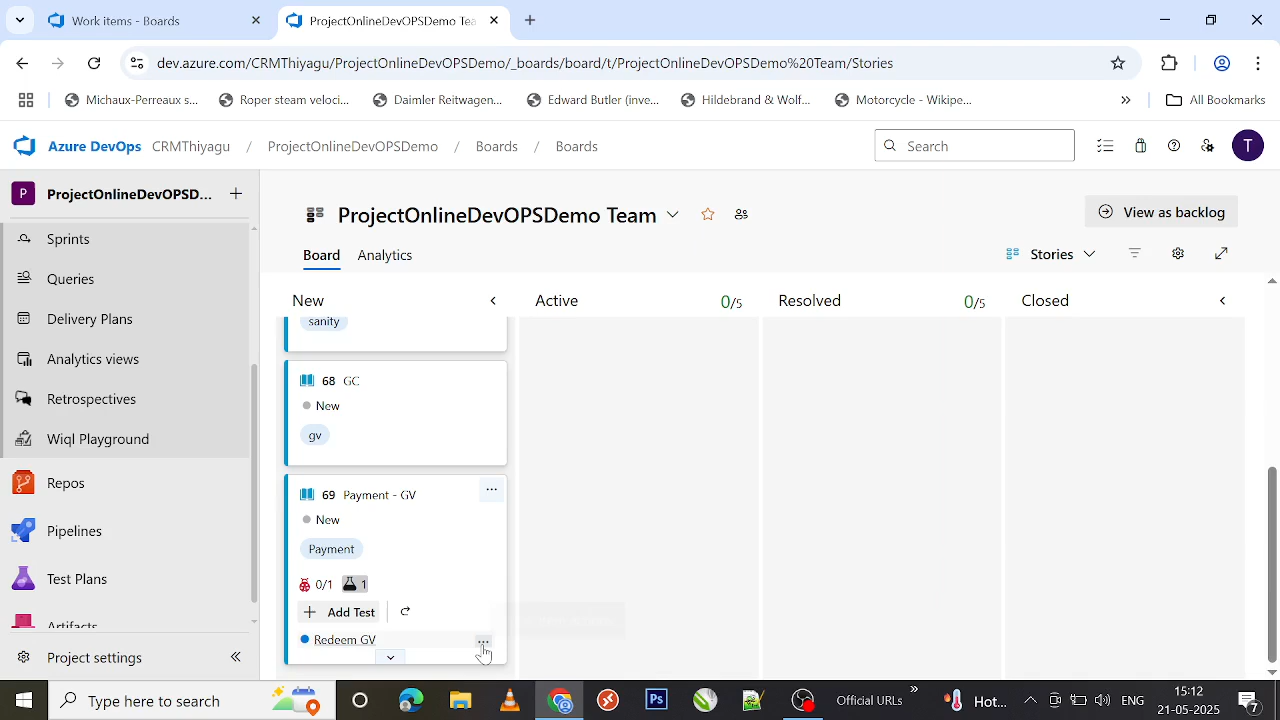 Work items - Boards
ProjectOnlineDevOPSDemo Tea
dev.azure.com/CRMThiyagu/ProjectOnlineDevOPSDemo/_boards/board/t/ProjectOnlineDevOPSDemo%20Team/Stories
Michaux-Perreaux s...
Roper steam veloci...
Daimler Reitwagen...
Edward Butler (inve...
Hildebrand & Wolf...
Motorcycle - Wikipe...
All Bookmarks
Azure DevOps CRMThiyagu / ProjectOnlineDevOPSDemo / Boards / Boards
Search
T
P ProjectOnlineDevOPSD...
ProjectOnlineDevOPSDemo Team
View as backlog
Sprints
Board Analytics
Stories
Queries
New Active 0/5 Resolved 0/5 Closed
Delivery Plans
sanity
Analytics views
68 GC
Retrospectives
New
gv
Wiql Playground
Repos
69 Payment - GV
...
New
Pipelines
Payment
Test Plans
0/1 1
Add Test
Artifacts
Redeem GV
...
Project settings
Type here to search
Ps
Official URLs
Hot...
ENG
15:12
21-05-2025
7